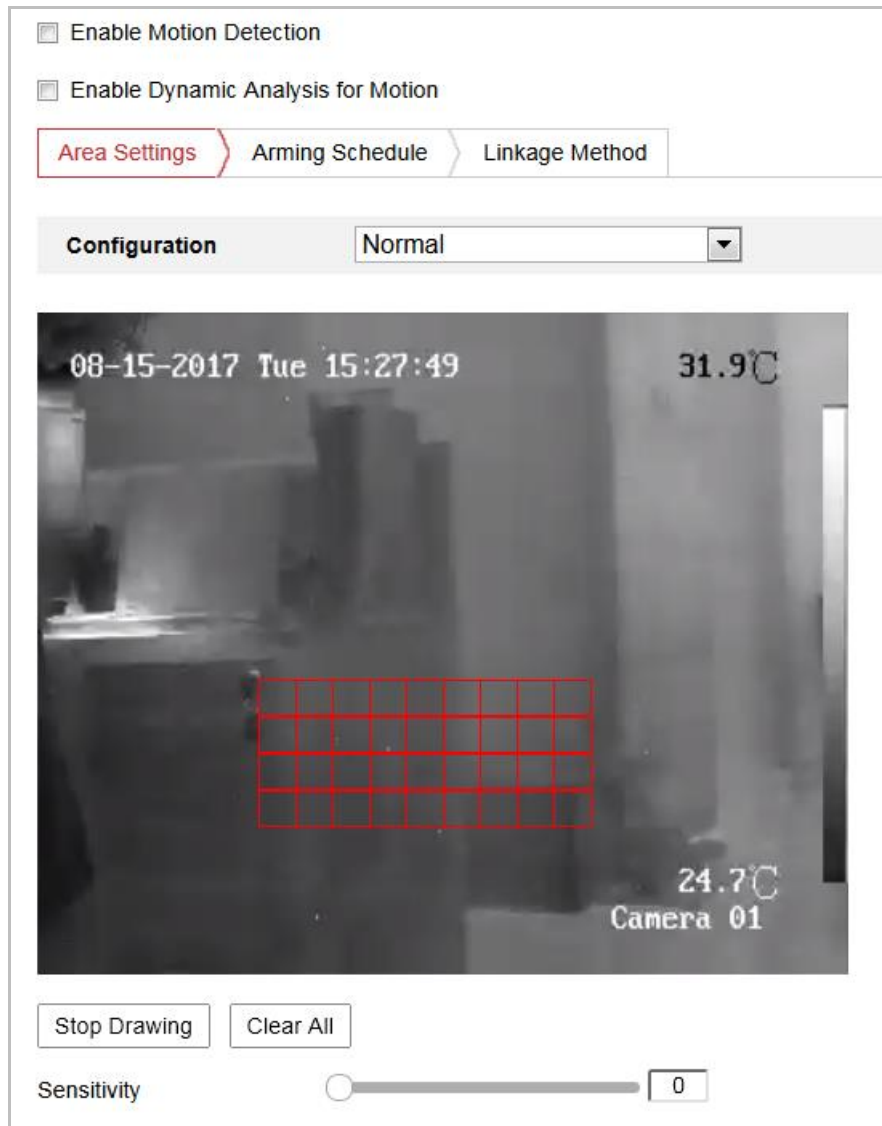 Enable Motion Detection
Enable Dynamic Analysis for Motion
Area Settings Arming Schedule Linkage Method
Configuration Normal
08-15-2017 Tue 15:27:49 31.9℃
24.7℃
Camera 01
Stop Drawing Clear All
Sensitivity 0